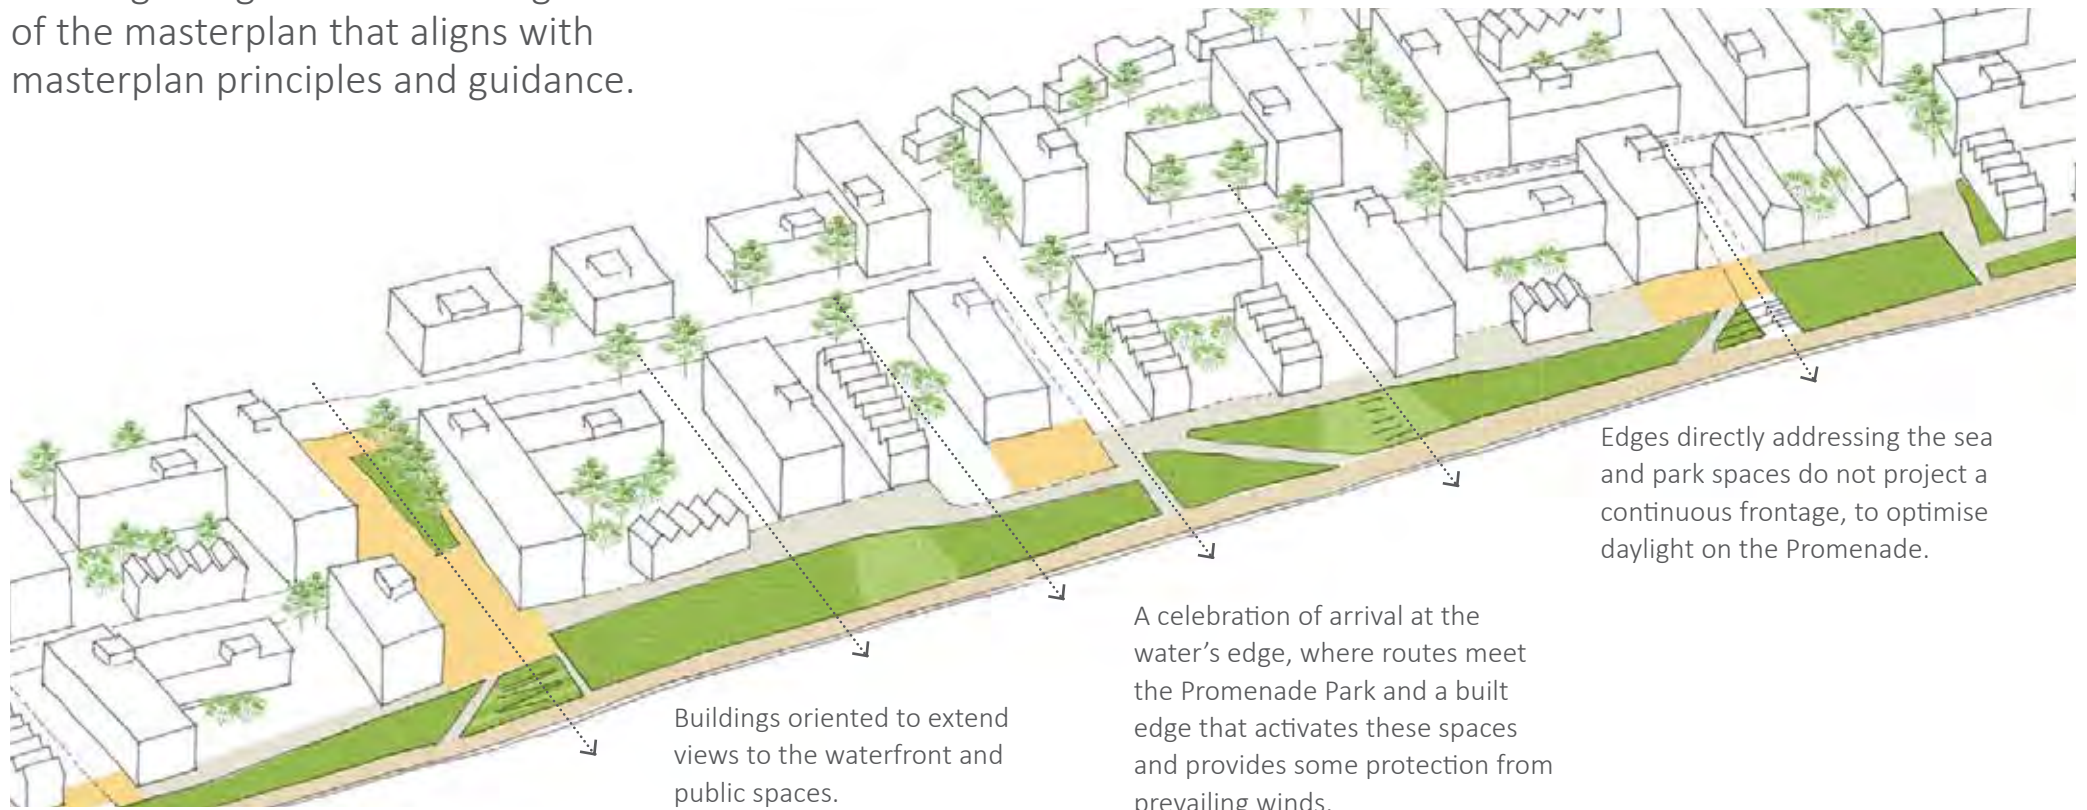 of the masterplan that aligns with
masterplan principles and guidance.
Edges directly addressing the sea
and park spaces do not project a
continuous frontage, to optimise
daylight on the Promenade.
A celebration of arrival at the
water’s edge, where routes meet
the Promenade Park and a built
edge that activates these spaces
and provides some protection from
prevailing winds.
Buildings oriented to extend
views to the waterfront and
public spaces.